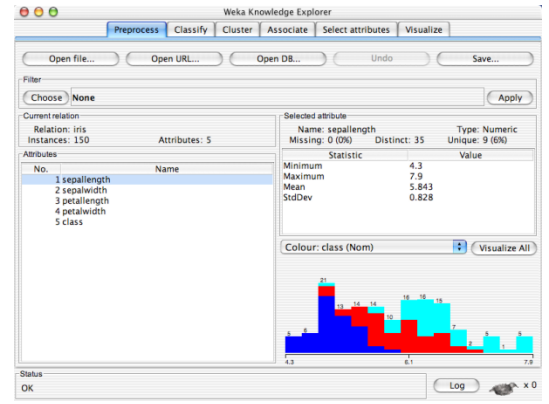 Weka Knowledge Explorer
Preprocess Classify Cluster Associate Select attributes Visualize
Open file... Open URL... Open DB... Undo Save...
Filter
Choose None Apply
Current relation
Relation: iris
Instances: 150 Attributes: 5
Attributes
No. Name
1 sepallength
2 sepalwidth
3 petallength
4 petalwidth
5 class
Selected attribute
Name: sepallength Type: Numeric
Missing: 0 (0%) Distinct: 35 Unique: 9 (6%)
Statistic Value
Minimum 4.3
Maximum 7.9
Mean 5.843
StdDev 0.828
Colour: class (Nom) Visualize All
5 6 21 13 14 14 10 16 16 15 7 2 5 1 5
4.3 6.1 7.9
Status
OK
Log x 0